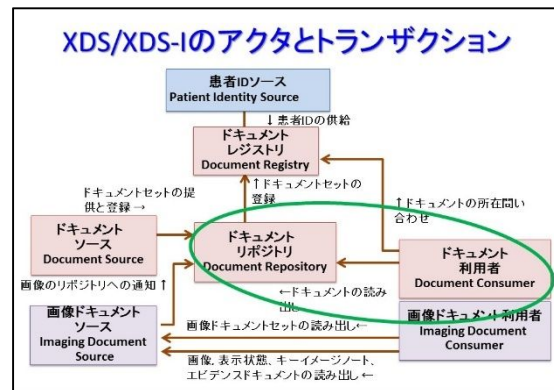 XDS/XDS-Iのアクタとトランザクション
患者IDソース
Patient Identity Source
↓ 患者IDの供給
ドキュメント
レジストリ
Document Registry
ドキュメントセットの提
供と登録 →
↑ドキュメントセットの
登録
↑ドキュメントの所在問い
合わせ
ドキュメント
ソース
Document Source
ドキュメント
リポジトリ
Document Repository
ドキュメント
利用者
Document Consumer
画像のリポジトリへの通知 ↑
←ドキュメントの読み
出し
画像ドキュメント
ソース
Imaging Document
Source
画像ドキュメントセットの読み出し←
画像ドキュメント利用者
Imaging Document
Consumer
画像、表示状態、キーイメージノート、
エビデンスドキュメントの読み出し←